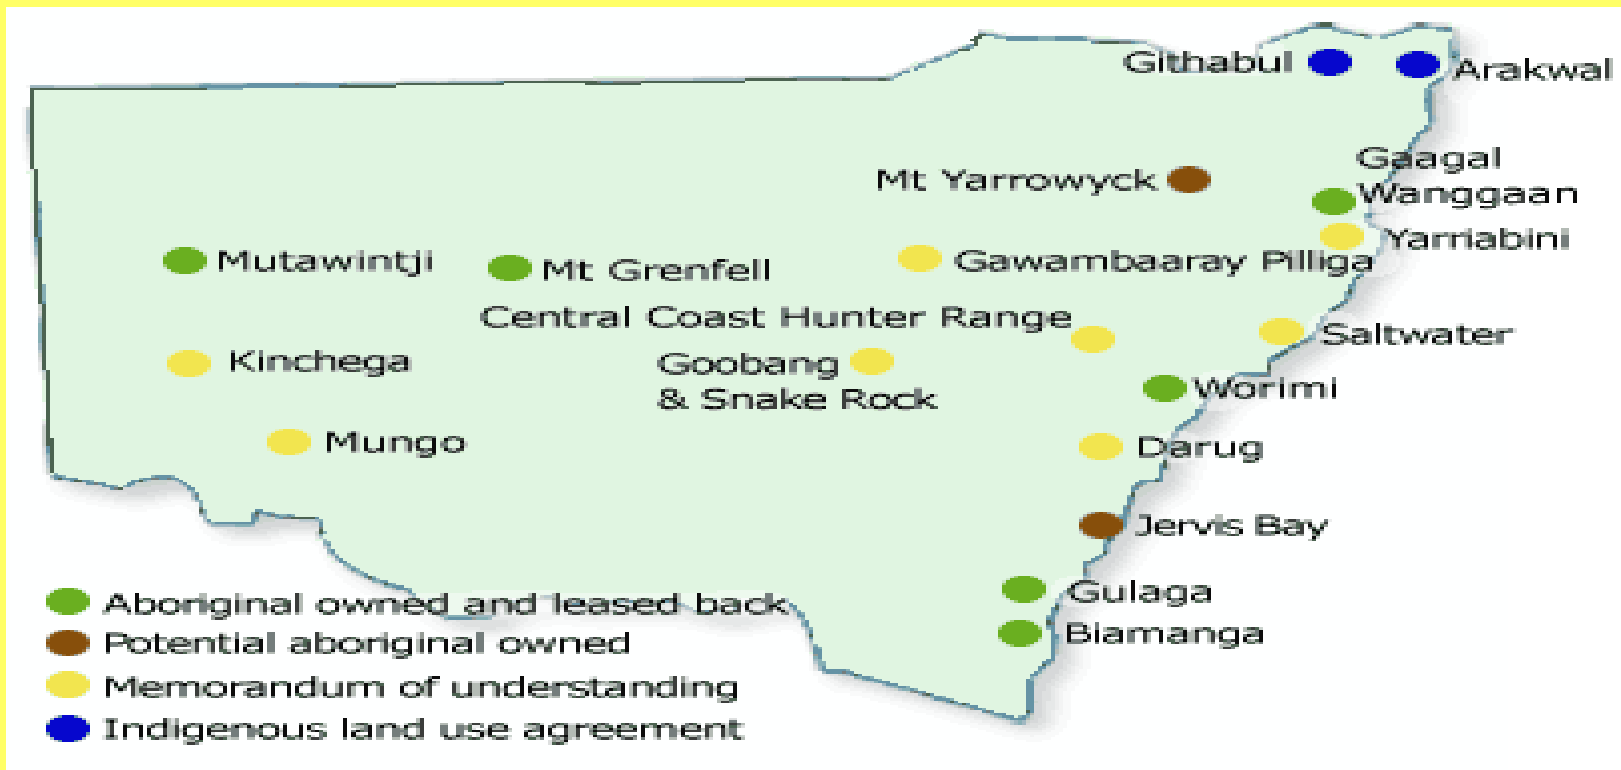 Githabul
Arakwal
Gaagal
Wanggaan
Mt Yarrowyck
Yarriabini
Mutawintji
Mt Grenfell
Gawambaaray Pilliga
Central Coast Hunter Range
Saltwater
Kinchega
Goobang
& Snake Rock
Worimi
Mungo
Darug
Jervis Bay
Gulaga
Biamanga
Aboriginal owned and leased back
Potential aboriginal owned
Memorandum of understanding
Indigenous land use agreement